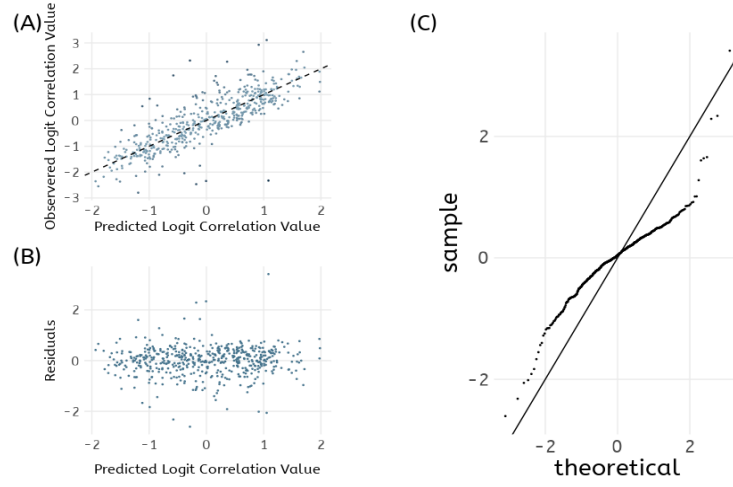 (A)
Observered Logit Correlation Value
3
2
1
0
-1
-2
-3
-2 -1 0 1 2
Predicted Logit Correlation Value
(B)
Residuals
2
0
-2
-2 -1 0 1 2
Predicted Logit Correlation Value
(C)
sample
2
0
-2
-2 0 2
theoretical